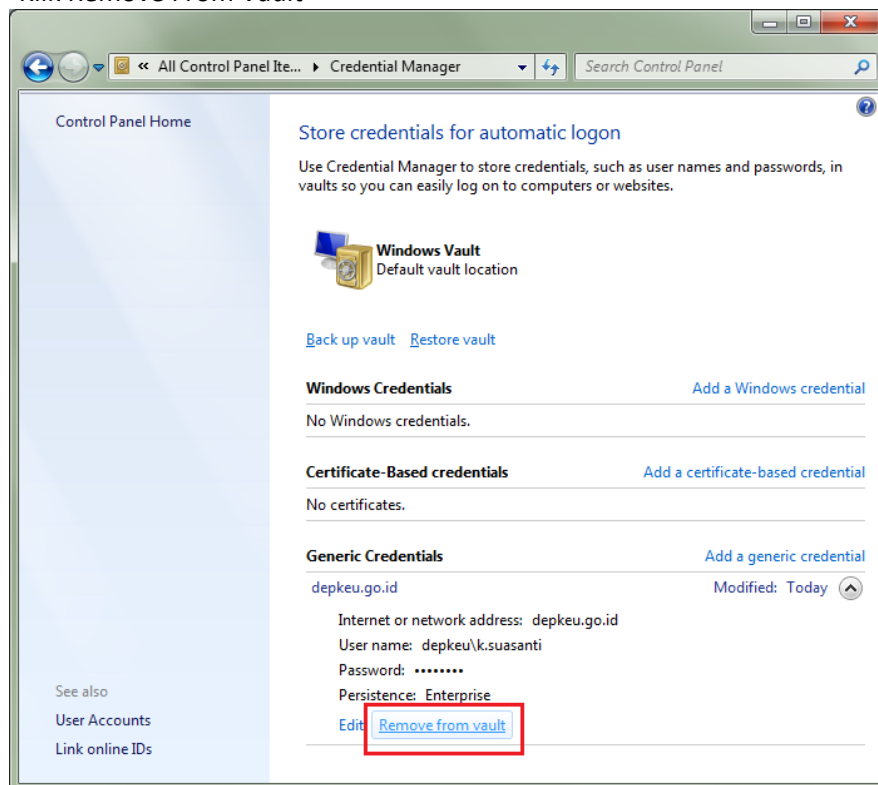 Klik Remove From Vault
« All Control Panel Ite... ▸ Credential Manager
Search Control Panel
Control Panel Home
Store credentials for automatic logon
Use Credential Manager to store credentials, such as user names and passwords, in
vaults so you can easily log on to computers or websites.
Windows Vault
Default vault location
Back up vault Restore vault
Windows Credentials Add a Windows credential
No Windows credentials.
Certificate-Based credentials Add a certificate-based credential
No certificates.
Generic Credentials Add a generic credential
depkeu.go.id Modified: Today
Internet or network address: depkeu.go.id
User name: depkeu\k.suasanti
Password: ••••••••
Persistence: Enterprise
Edit Remove from vault
See also
User Accounts
Link online IDs